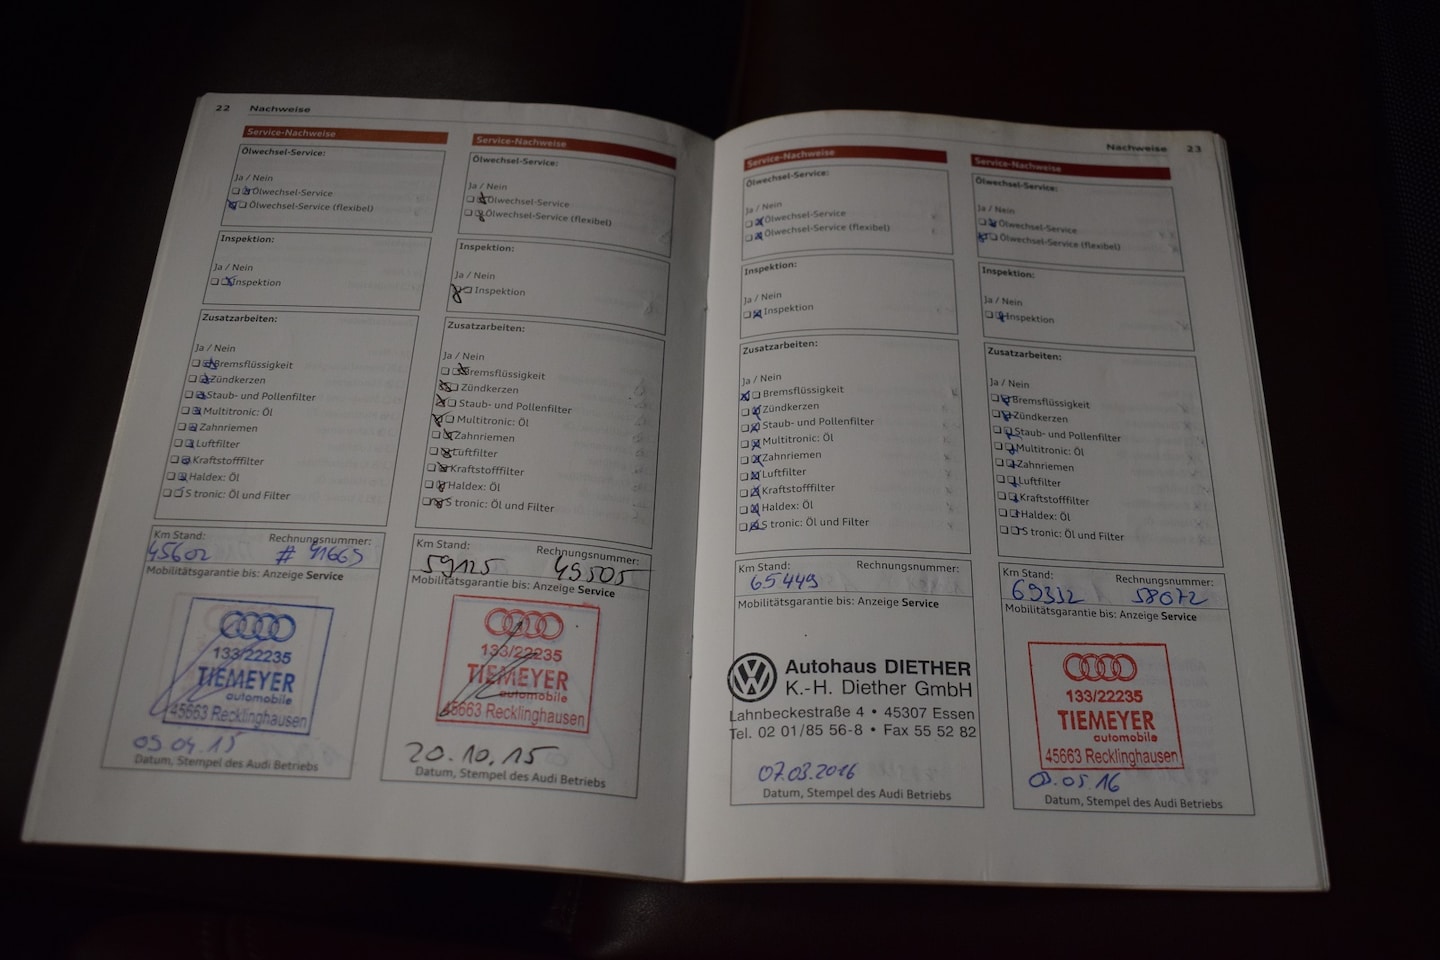 22 Nachweise
Service-Nachweise
Ölwechsel-Service:
Ja / Nein
Ölwechsel-Service
Ölwechsel-Service (flexibel)
Inspektion:
Ja / Nein
Inspektion
Zusatzarbeiten:
Ja / Nein
Bremsflüssigkeit
Zündkerzen
Staub- und Pollenfilter
Multitronic: Öl
Zahnriemen
Luftfilter
Kraftstofffilter
Haldex: Öl
S tronic: Öl und Filter
Km Stand: Rechnungsnummer:
45602 # 91665
Mobilitätsgarantie bis: Anzeige Service
133/22235
TIEMEYER
automobile
45663 Recklinghausen
Datum, Stempel des Audi Betriebs
Service-Nachweise
Ölwechsel-Service:
Ja / Nein
Ölwechsel-Service
Ölwechsel-Service (flexibel)
Inspektion:
Ja / Nein
Inspektion
Zusatzarbeiten:
Ja / Nein
Bremsflüssigkeit
Zündkerzen
Staub- und Pollenfilter
Multitronic: Öl
Zahnriemen
Luftfilter
Kraftstofffilter
Haldex: Öl
S tronic: Öl und Filter
Km Stand: Rechnungsnummer:
59125 49505
Mobilitätsgarantie bis: Anzeige Service
133/22235
TIEMEYER
automobile
45663 Recklinghausen
20.10.15
Datum, Stempel des Audi Betriebs
Nachweise 23
Service-Nachweise
Ölwechsel-Service:
Ja / Nein
Ölwechsel-Service
Ölwechsel-Service (flexibel)
Inspektion:
Ja / Nein
Inspektion
Zusatzarbeiten:
Ja / Nein
Bremsflüssigkeit
Zündkerzen
Staub- und Pollenfilter
Multitronic: Öl
Zahnriemen
Luftfilter
Kraftstofffilter
Haldex: Öl
S tronic: Öl und Filter
Km Stand: Rechnungsnummer:
65449
Mobilitätsgarantie bis: Anzeige Service
Autohaus DIETHER
K.-H. Diether GmbH
Lahnbeckestraße 4 • 45307 Essen
Tel. 02 01/85 56-8 • Fax 55 52 82
07.03.2016
Datum, Stempel des Audi Betriebs
Service-Nachweise
Ölwechsel-Service:
Ja / Nein
Ölwechsel-Service
Ölwechsel-Service (flexibel)
Inspektion:
Ja / Nein
Inspektion
Zusatzarbeiten:
Ja / Nein
Bremsflüssigkeit
Zündkerzen
Staub- und Pollenfilter
Multitronic: Öl
Zahnriemen
Luftfilter
Kraftstofffilter
Haldex: Öl
S tronic: Öl und Filter
Km Stand: Rechnungsnummer:
69332 58072
Mobilitätsgarantie bis: Anzeige Service
133/22235
TIEMEYER
automobile
45663 Recklinghausen
Datum, Stempel des Audi Betriebs